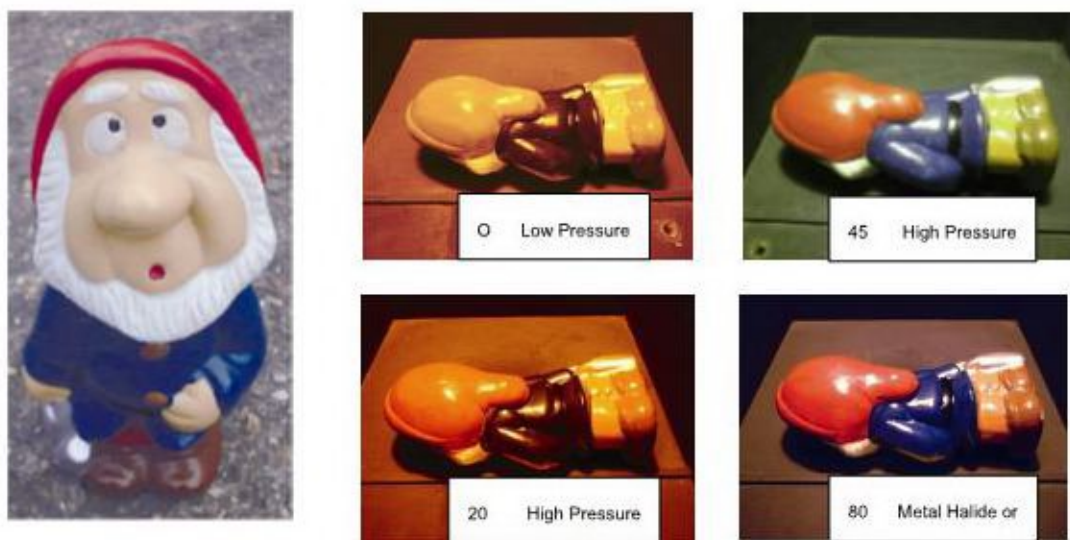 O Low Pressure
45 High Pressure
20 High Pressure
80 Metal Halide or